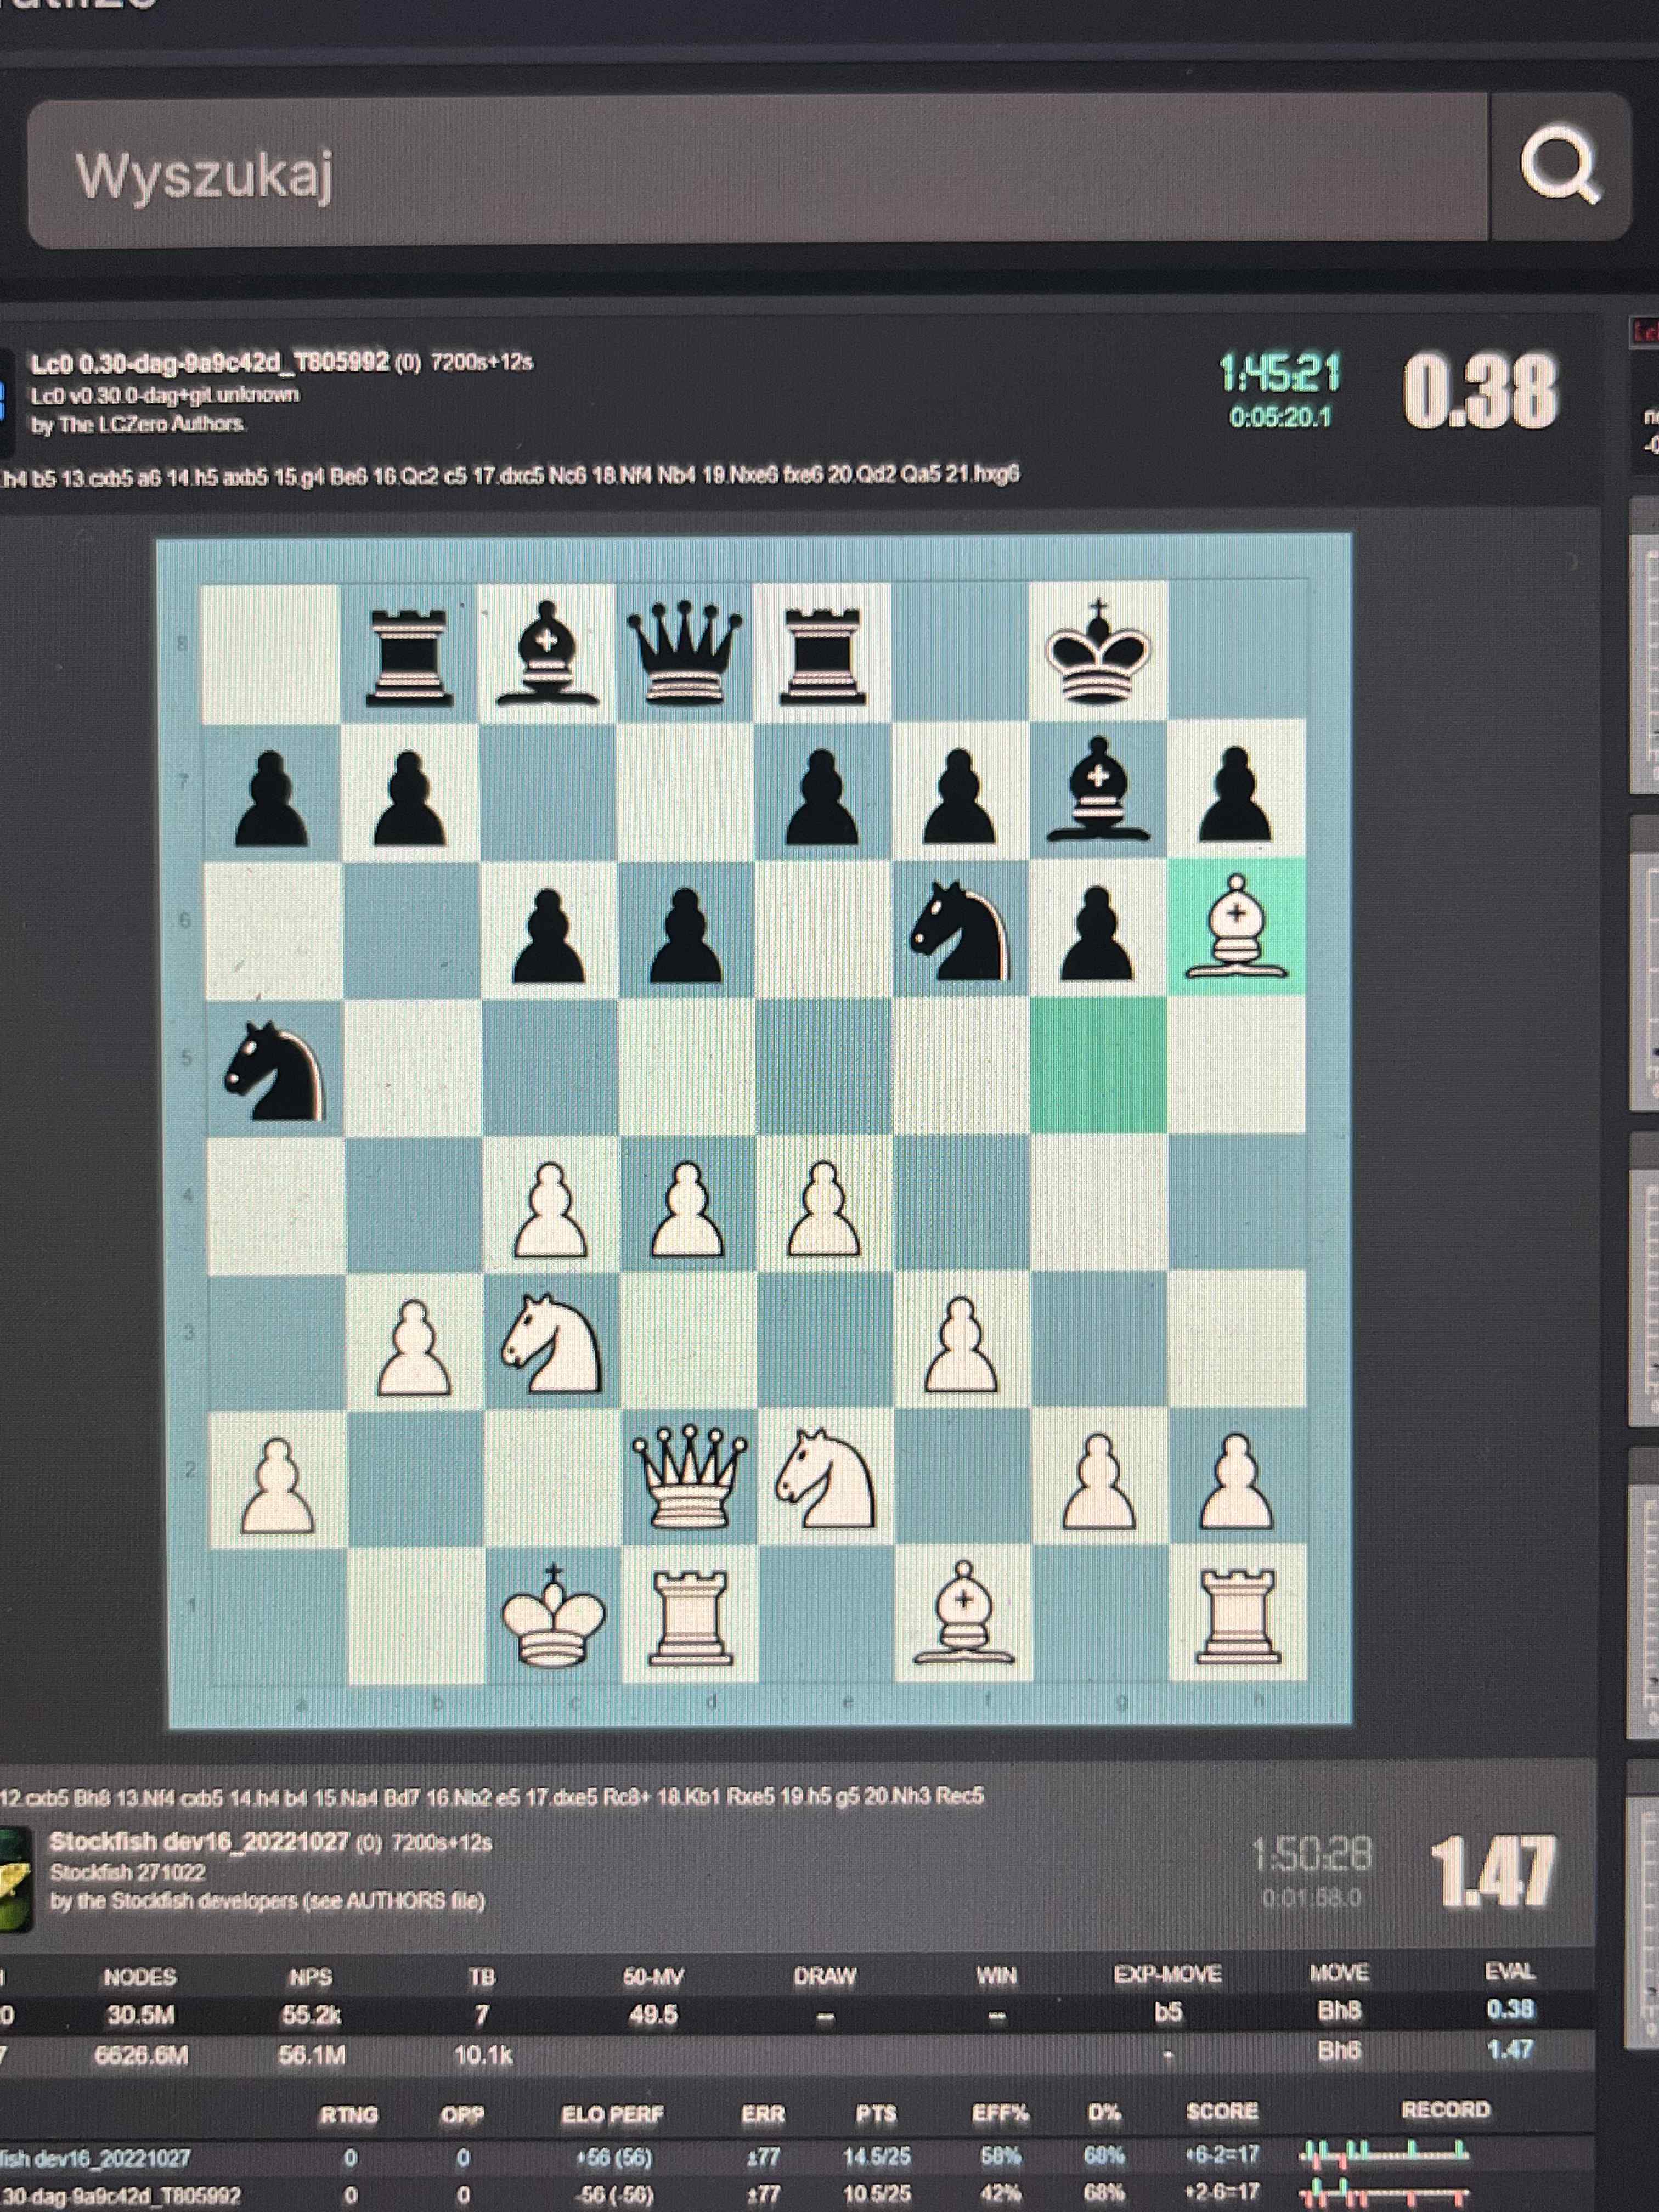 Wyszukaj
Lc0 0.30-dag-9a9c42d_T805992 (0) 7200s+12s
1:45:21
0.38
Lc0 v0.30.0-dag+git.unknown
0:05:20.1
by The LCZero Authors.
h4 b5 13.cxb5 a6 14.h5 axb5 15.g4 Be6 16.Qc2 c5 17.dxc5 Nc6 18.Nf4 Nb4 19.Nxe6 fxe6 20.Qd2 Qa5 21.hxg6
8
7
6
5
4
3
2
1
a b c d e f g h
12.cxb5 Bh8 13.Nf4 cxb5 14.h4 b4 15.Na4 Bd7 16.Nb2 e5 17.dxe5 Rc8+ 18.Kb1 Rxe5 19.h5 g5 20.Nh3 Rec5
Stockfish dev16_20221027 (0) 7200s+12s
1:50:28
1.47
Stockfish 271022
0:01:58.0
by the Stockfish developers (see AUTHORS file)
NODES NPS TB 50-MV DRAW WIN EXP-MOVE MOVE EVAL
30.5M 55.2k 7 49.5 -- -- b5 Bh8 0.38
6626.6M 56.1M 10.1k - Bh6 1.47
RTNG OPP ELO PERF ERR PTS EFF% D% SCORE RECORD
fish dev16_20221027 0 0 +56 (56) ±77 14.5/25 58% 68% +6-2=17
30-dag-9a9c42d_T805992 0 0 -56 (-56) ±77 10.5/25 42% 68% +2-6=17